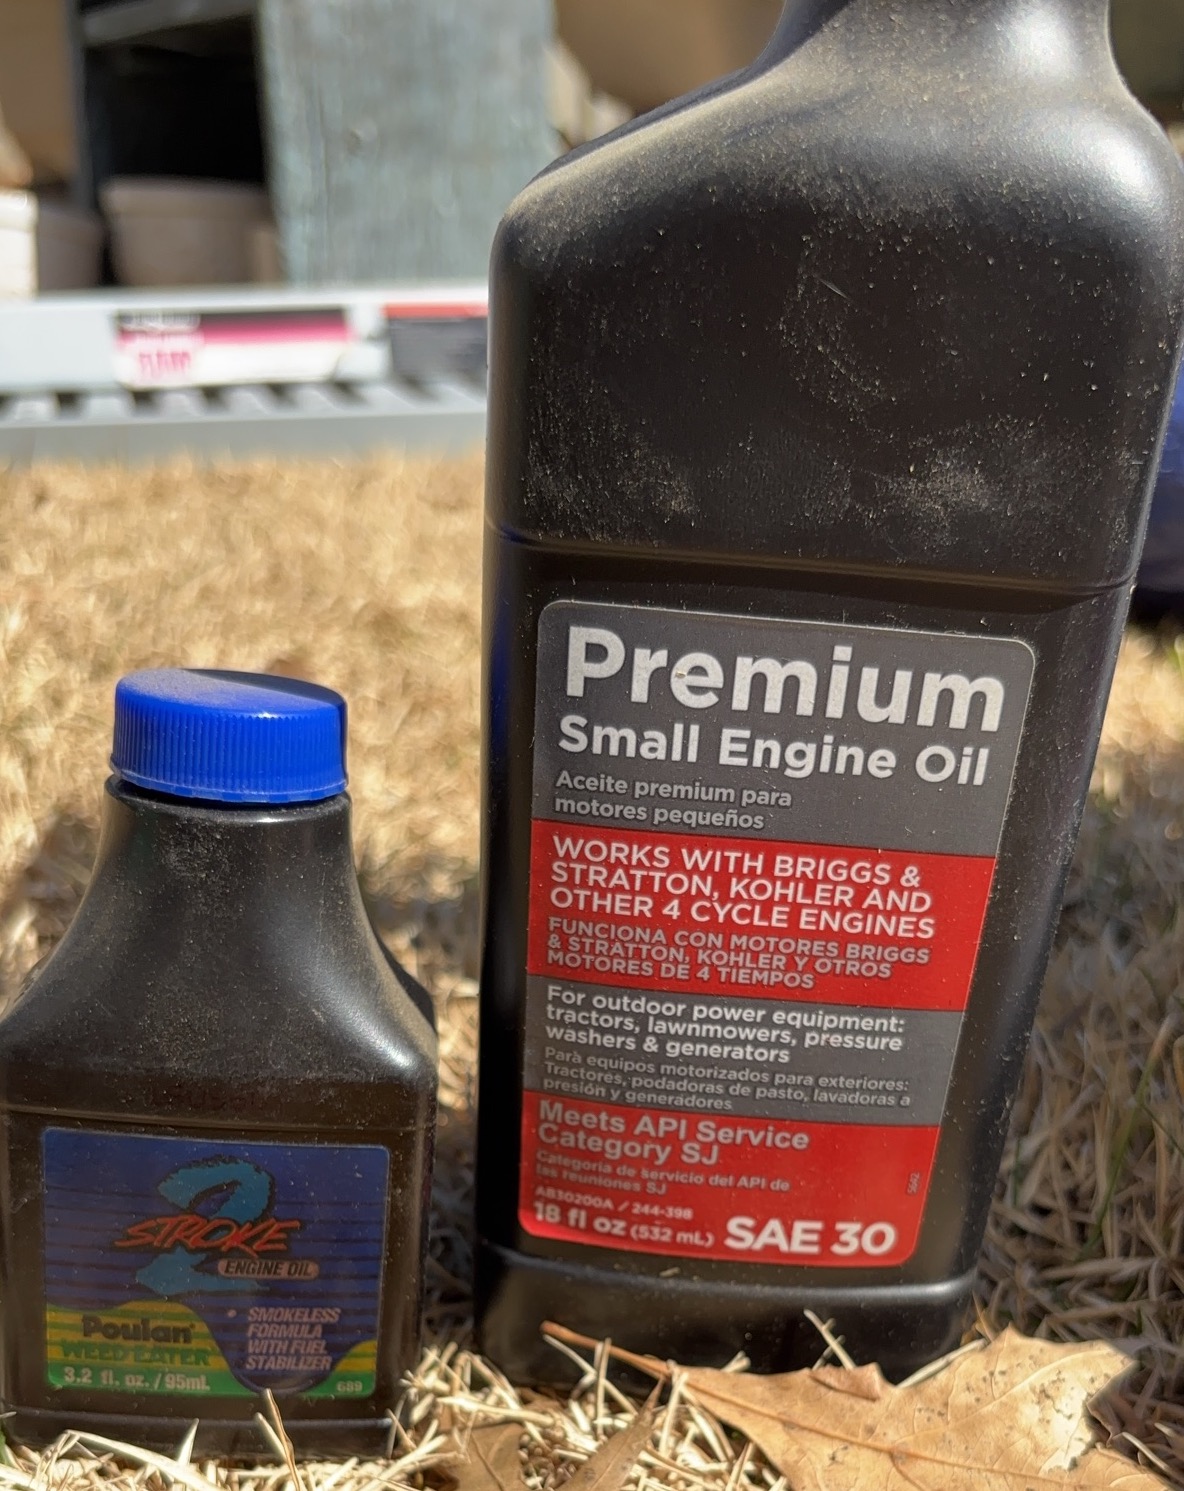 Premium
Small Engine Oil
Aceite premium para
motores pequeños
WORKS WITH BRIGGS &
STRATTON, KOHLER AND
OTHER 4 CYCLE ENGINES
FUNCIONA CON MOTORES BRIGGS
& STRATTON, KOHLER Y OTROS
MOTORES DE 4 TIEMPOS
For outdoor power equipment:
tractors, lawnmowers, pressure
washers & generators
Para equipos motorizados para exteriores:
Tractores, podadoras de pasto, lavadoras a
presión y generadores
Meets API Service
Category SJ
Categoria de servicio del API de
las reuniones SJ
AB30200A / 244-398
18 fl oz (532 mL) SAE 30
2
STROKE
ENGINE OIL
• SMOKELESS
FORMULA
WITH FUEL
STABILIZER
Poulan®
WEED EATER
3.2 fl. oz. / 95mL
689